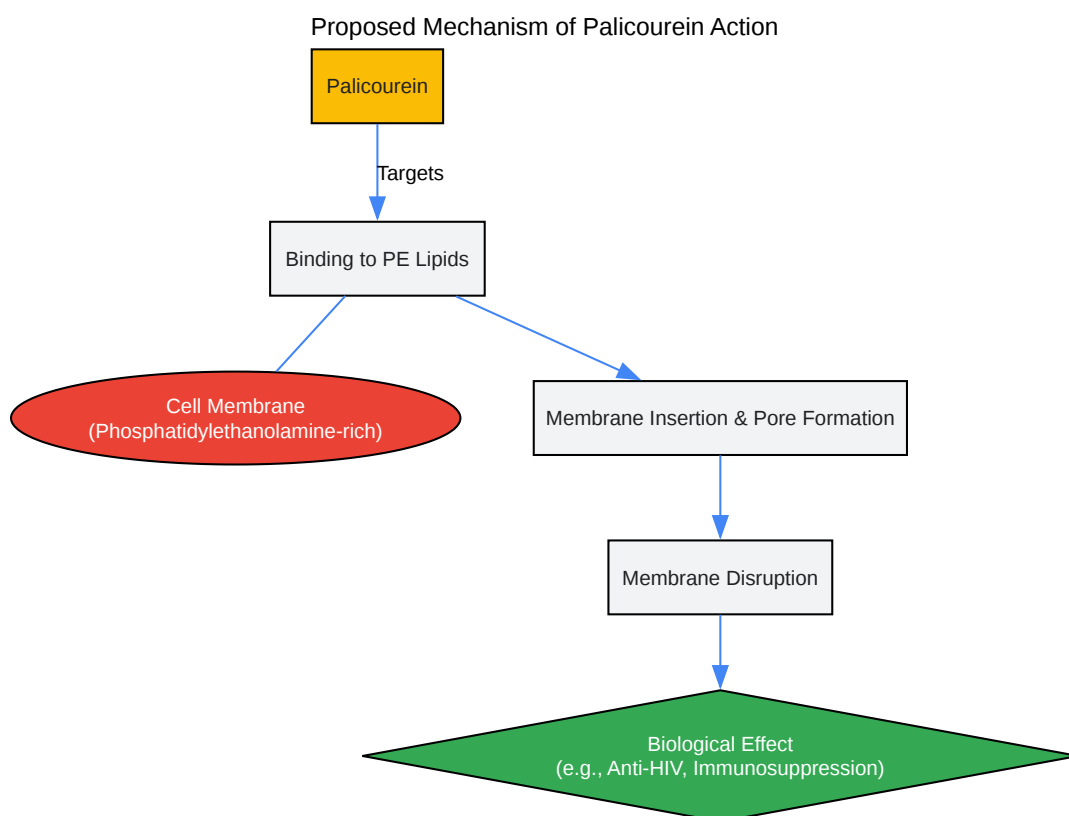 Proposed Mechanism of Palicourein Action
Palicourein
Targets
Binding to PE Lipids
Cell Membrane
(Phosphatidylethanolamine-rich)
Membrane Insertion & Pore Formation
Membrane Disruption
Biological Effect
(e.g., Anti-HIV, Immunosuppression)